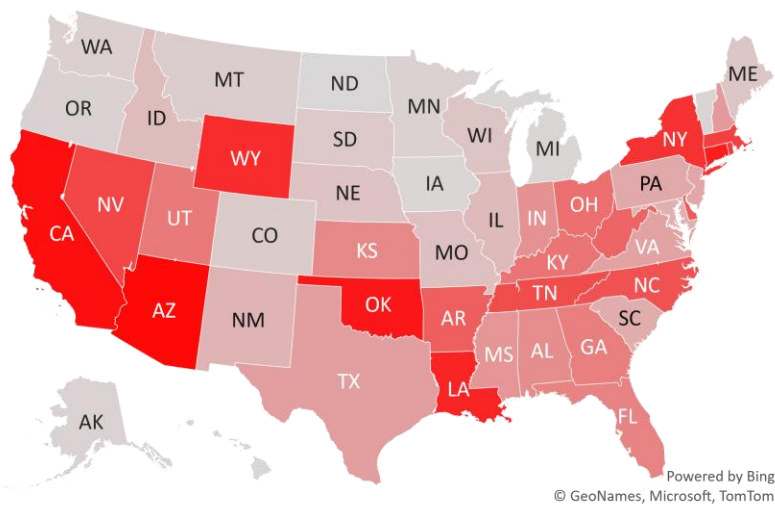 WA
MT
ND
MN
ME
OR
ID
SD
WI
MI
NY
WY
IA
PA
NE
NV
UT
CO
IL
IN
OH
CA
KS
MO
KY
VA
AZ
NM
OK
AR
TN
NC
SC
TX
LA
MS
AL
GA
FL
AK
Powered by Bing
© GeoNames, Microsoft, TomTom